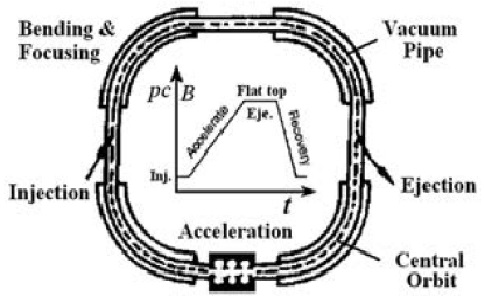 Bending &
Focusing
Vacuum
Pipe
pc B
Flat top
Eje.
Accelerate
Recovery
Inj.
t
Injection
Ejection
Acceleration
Central
Orbit